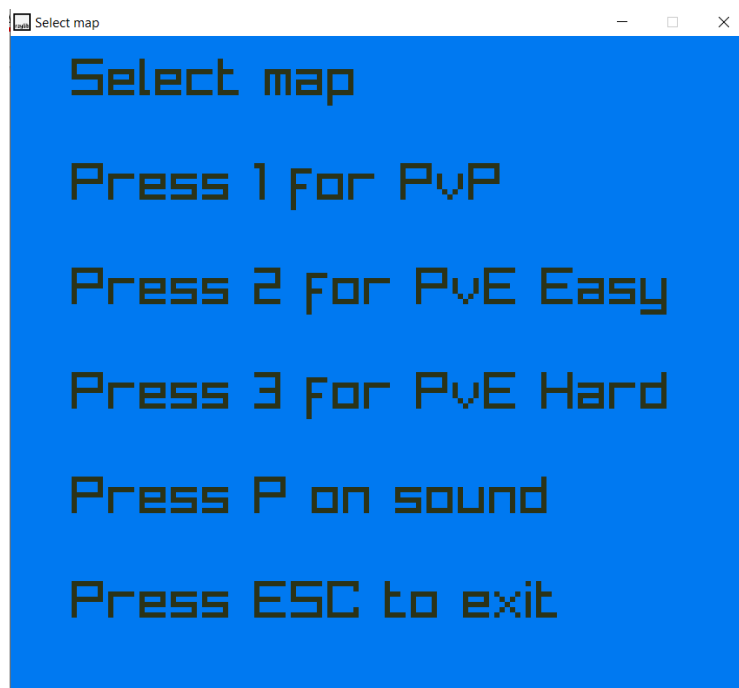 Select map
Select map
Press 1 for PvP
Press 2 for PvE Easy
Press 3 for PvE Hard
Press P on sound
Press ESC to exit